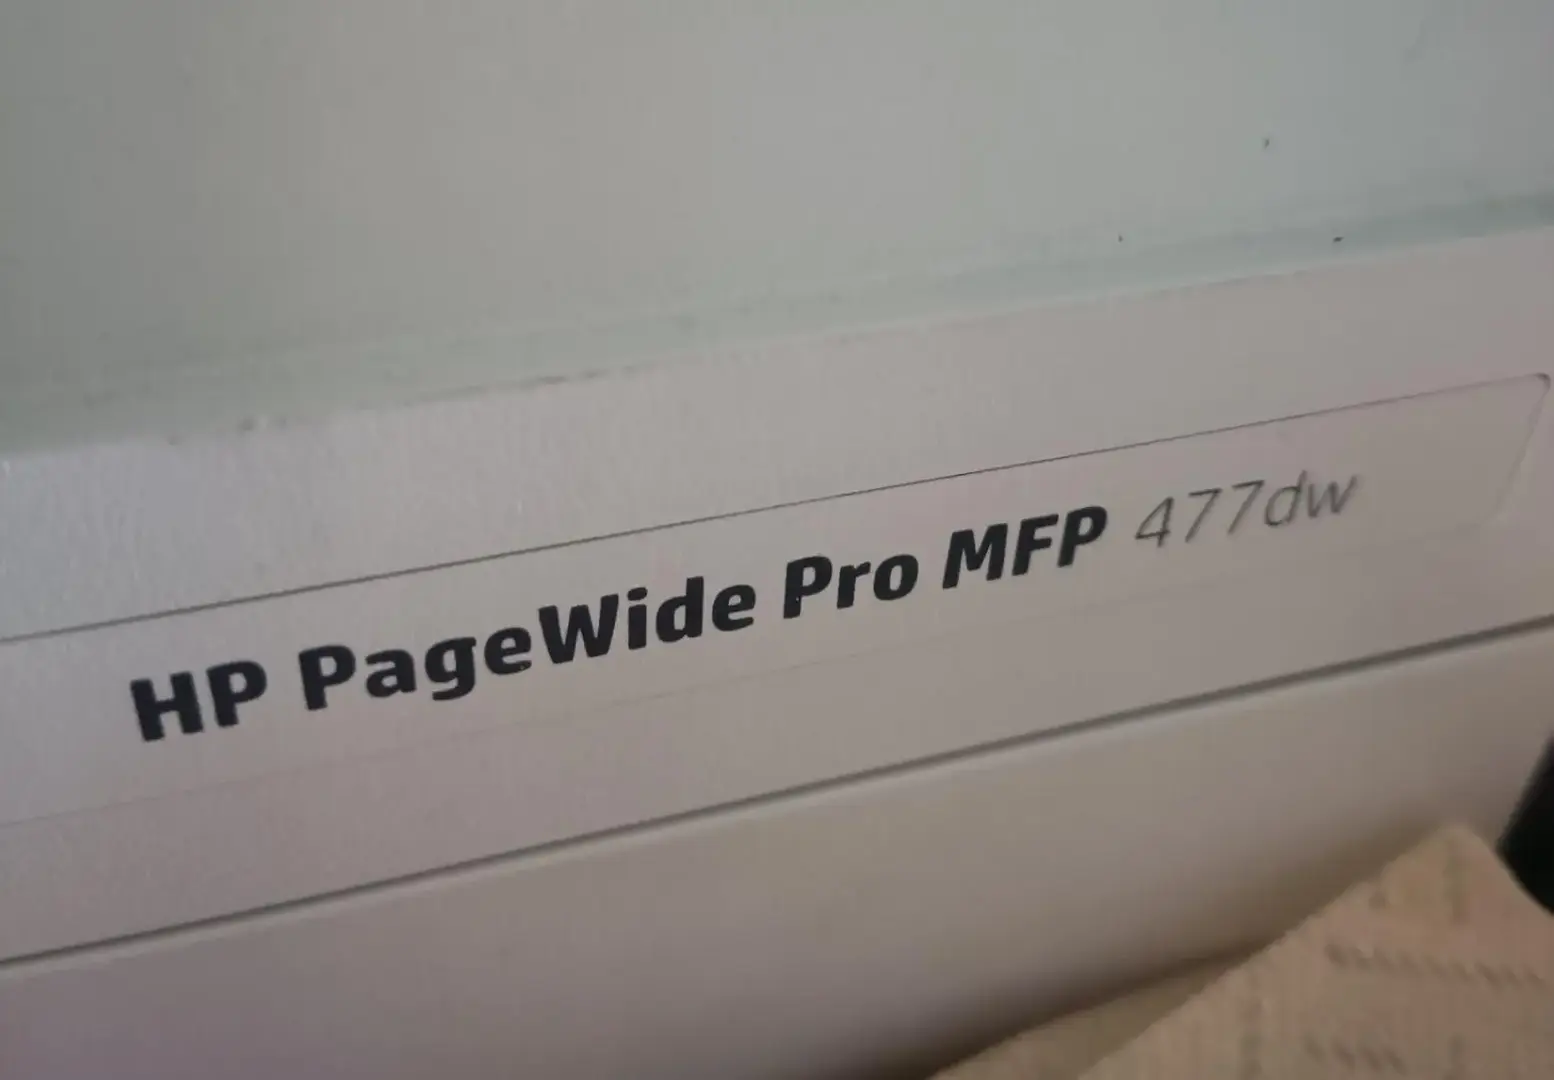 HP PageWide Pro MFP 477dw